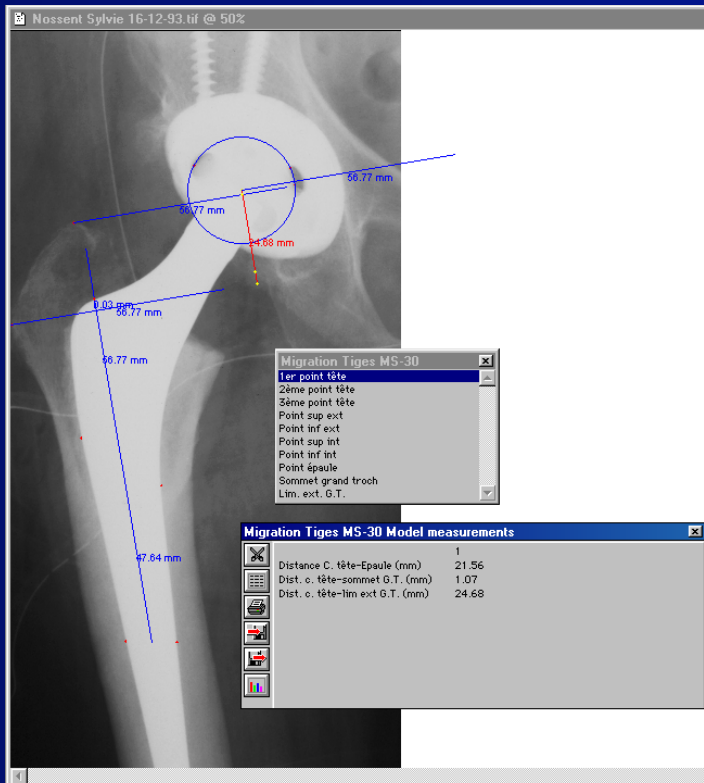 Nossent Sylvie 16-12-93.tif @ 50%
56.77 mm
56.77 mm
24.68 mm
0.03 mm
56.77 mm
56.77 mm
47.64 mm
Migration Tiges MS-30
1er point tête
2ème point tête
3ème point tête
Point sup ext
Point inf ext
Point sup int
Point inf int
Point épaule
Sommet grand troch
Lim. ext. G.T.
Migration Tiges MS-30 Model measurements
1
Distance C. tête-Epaule (mm) 21.56
Dist. c. tête-sommet G.T. (mm) 1.07
Dist. c. tête-lim ext G.T. (mm) 24.68